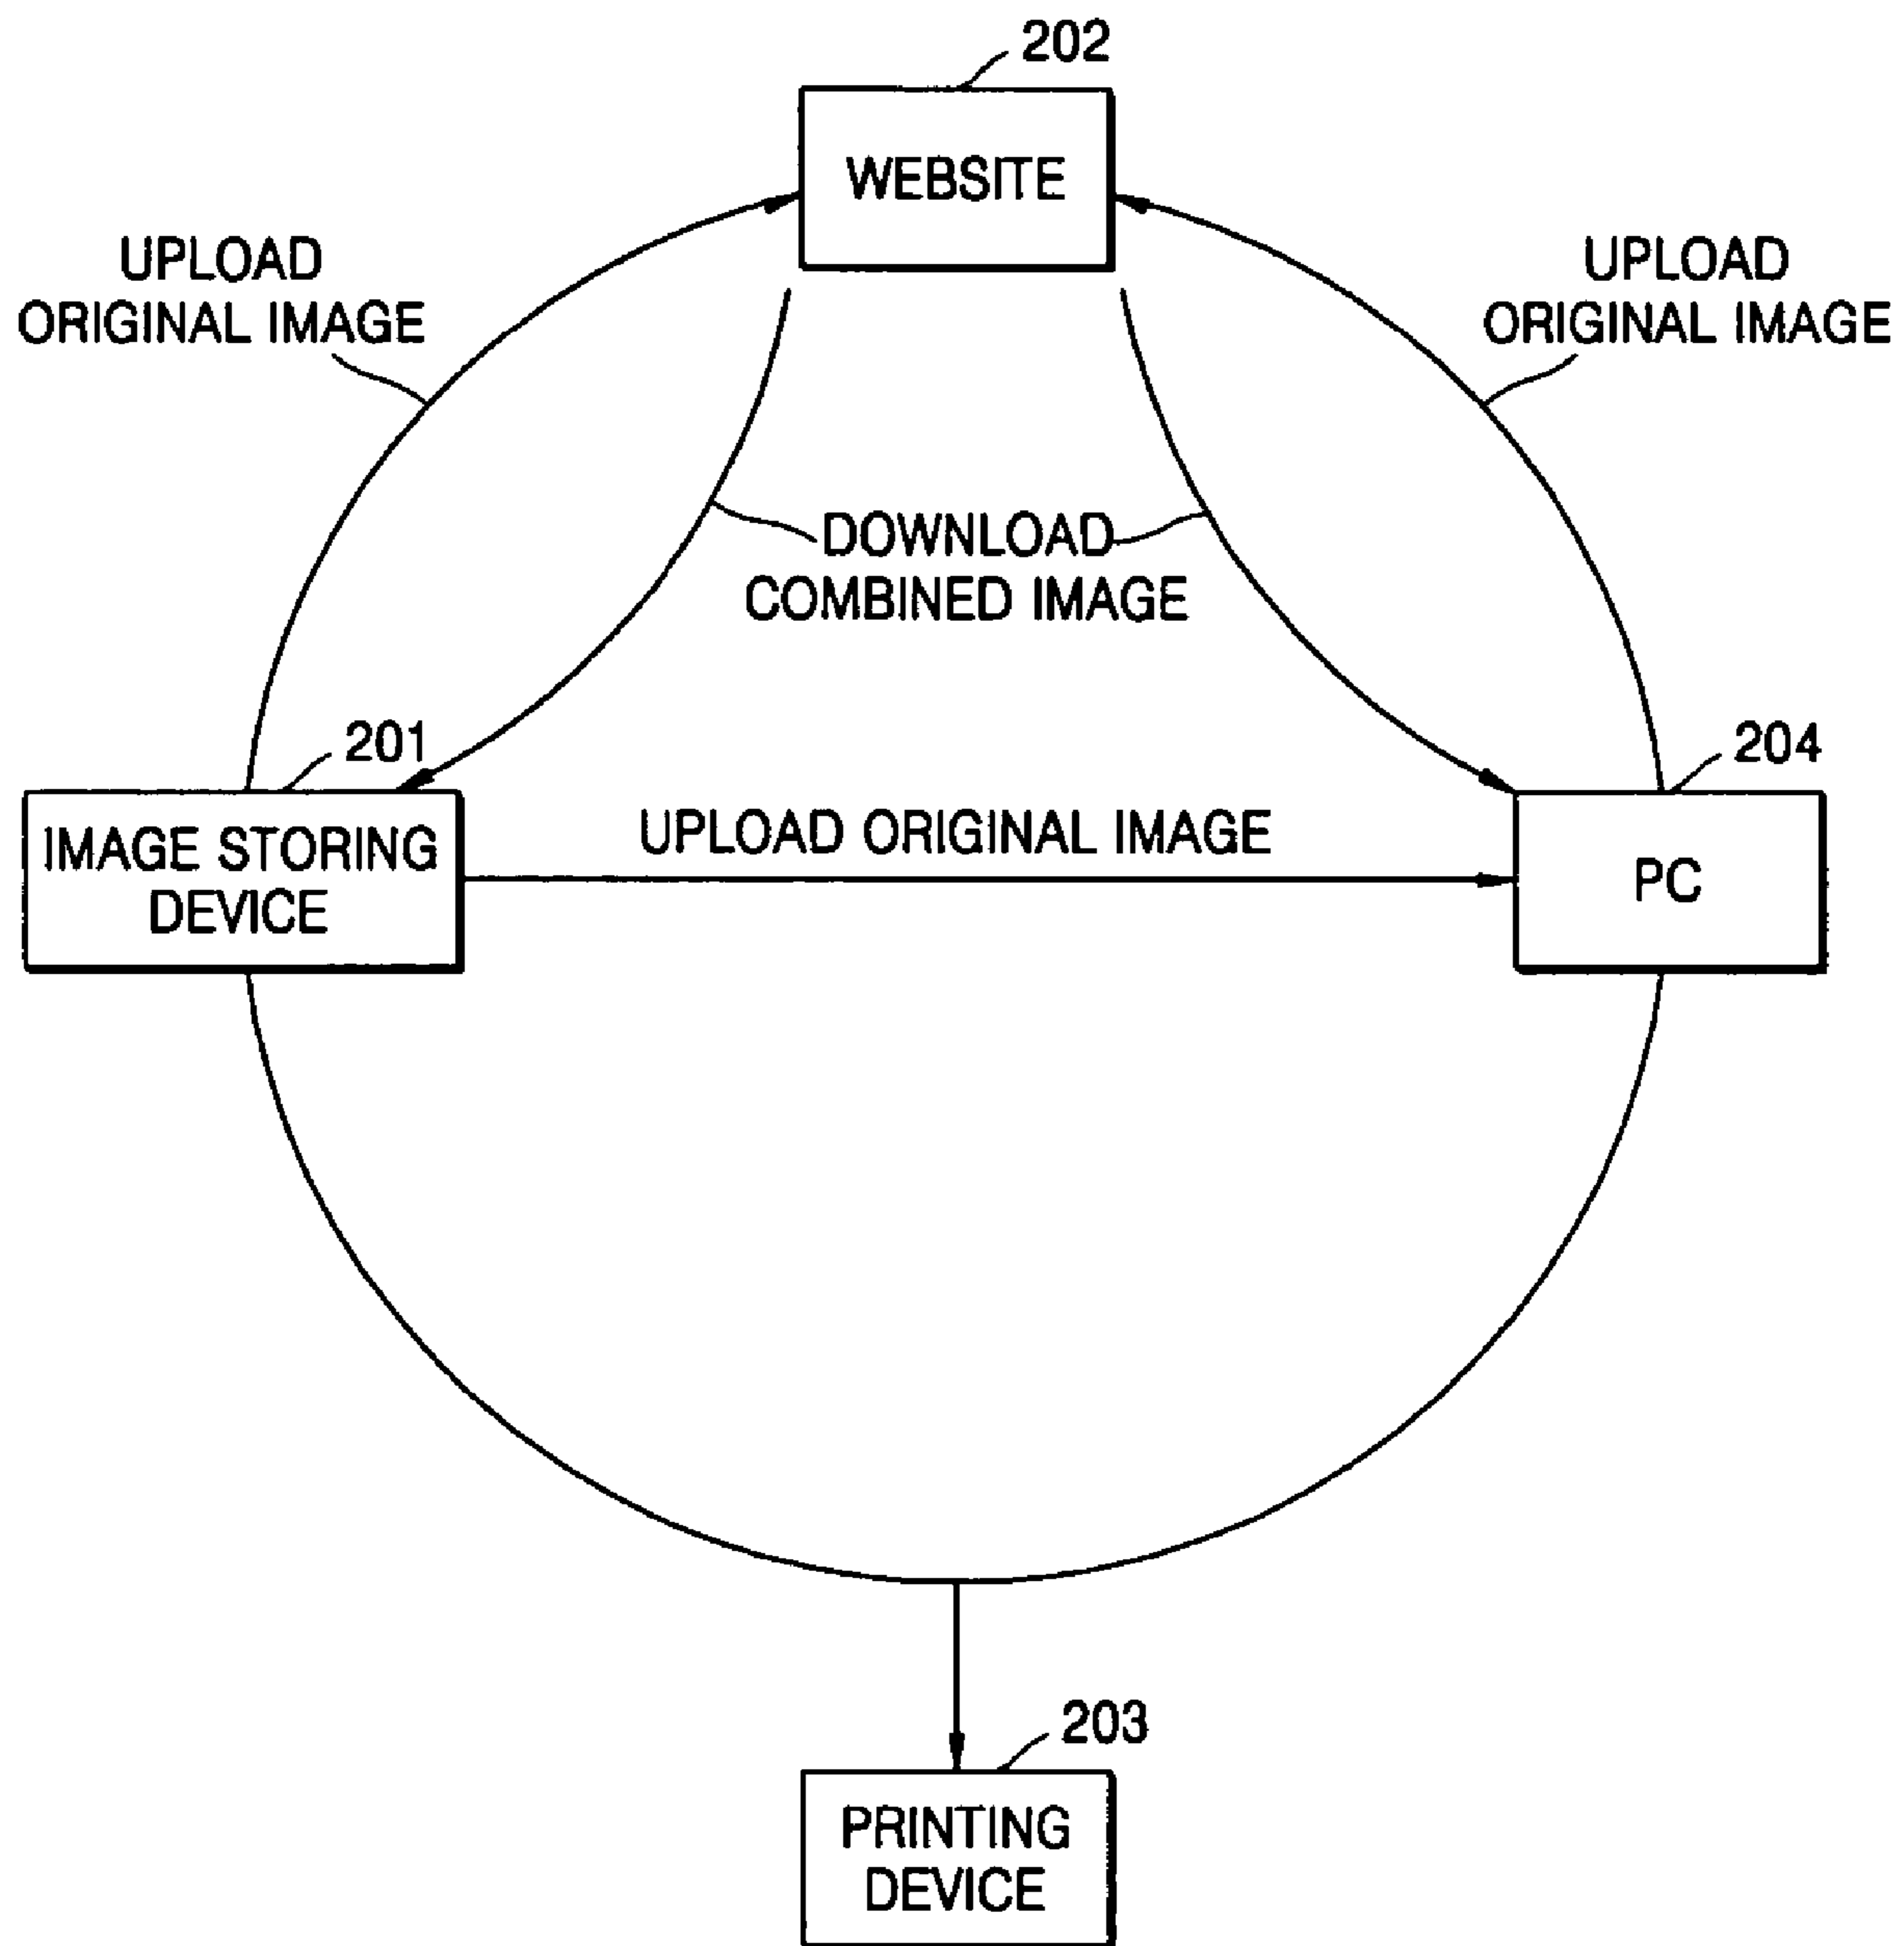 202
WEBSITE
UPLOAD
ORIGINAL IMAGE
UPLOAD
ORIGINAL IMAGE
DOWNLOAD
COMBINED IMAGE
201
204
IMAGE STORING
DEVICE
UPLOAD ORIGINAL IMAGE
PC
203
PRINTING
DEVICE